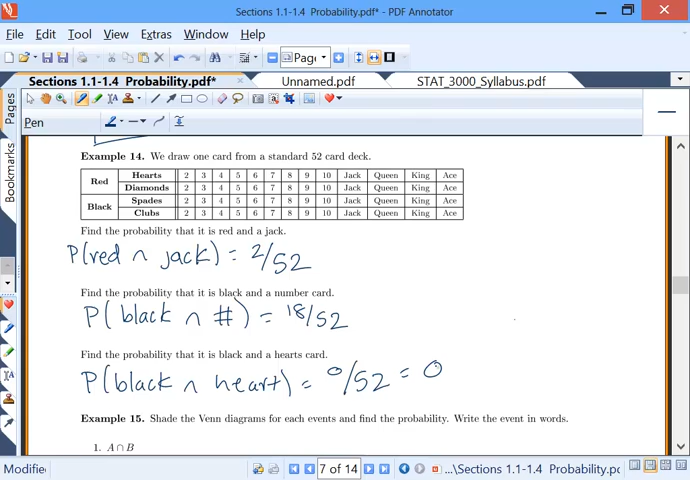 Sections 1.1-1.4 Probability.pdf* - PDF Annotator
File Edit Tool View Insert Window Help
Page
Sections 1.1-1.4 Probability.pdf* Unnamed.pdf STAT_3000_Syllabus.pdf
Pen
Pages
Bookmarks
Example 14. We draw one card from a standard 52 card deck.
Red Hearts 2 3 4 5 6 7 8 9 10 Jack Queen King Ace
Diamonds 2 3 4 5 6 7 8 9 10 Jack Queen King Ace
Black Spades 2 3 4 5 6 7 8 9 10 Jack Queen King Ace
Clubs 2 3 4 5 6 7 8 9 10 Jack Queen King Ace
Find the probability that it is red and a jack.
P(red ∩ jack) = 2/52
Find the probability that it is black and a number card.
P(black ∩ #) = 18/52
Find the probability that it is black and a hearts card.
P(black ∩ heart) = 0/52 = 0
Example 15. Shade the Venn diagrams for each events and find the probability. Write the event in words.
1. A ∩ B
Modifie 7 of 14 ...\Sections 1.1-1.4 Probability.pc